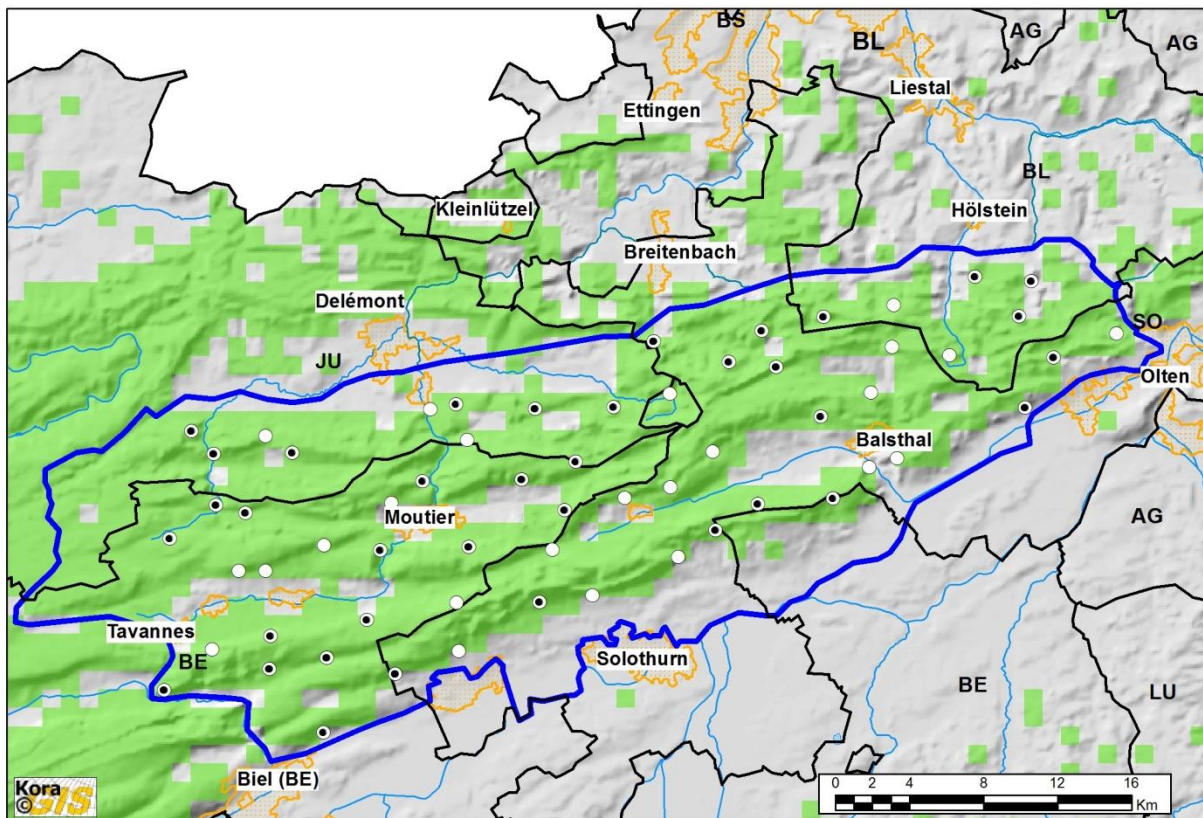 BS
BL
AG
AG
Liestal
Ettingen
BL
Kleinlützel
Hölstein
Breitenbach
Delémont
SO
JU
Olten
Balsthal
Moutier
AG
Tavannes
BE
Solothurn
BE
LU
Biel (BE)
Kora
© GIS
0 2 4 8 12 16
Km